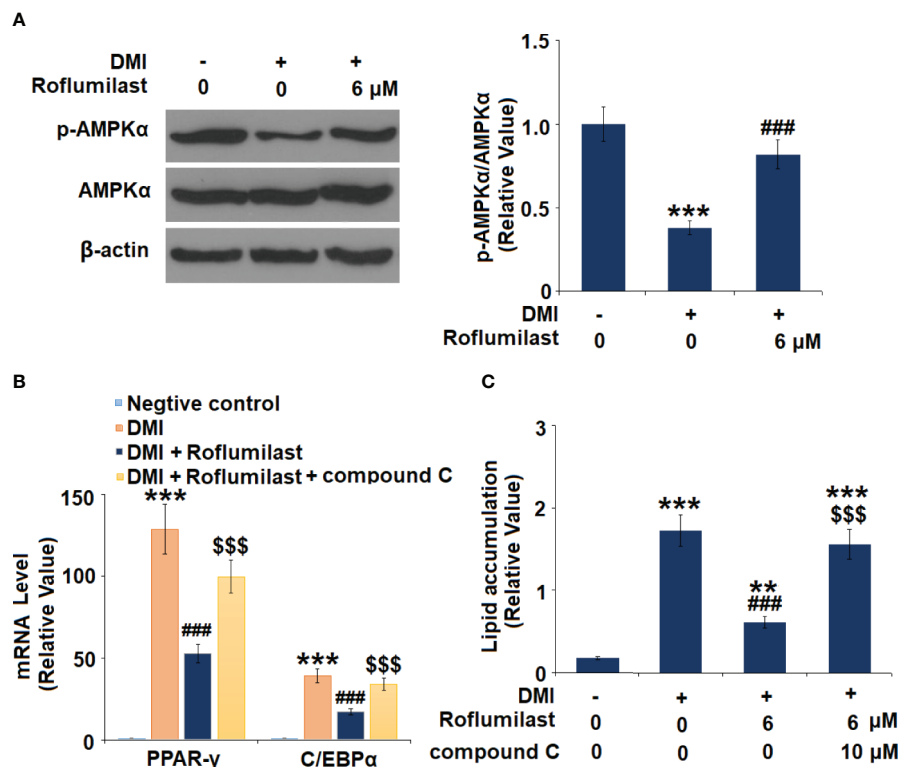 A
DMI - + +
Roflumilast 0 0 6 μM
p-AMPKα
AMPKα
β-actin
p-AMPKα/AMPKα
(Relative Value)
1.0
0.5
0
***
###
DMI - + +
Roflumilast 0 0 6 μM
B
Negtive control
DMI
DMI + Roflumilast
DMI + Roflumilast + compound C
mRNA Level
(Relative Value)
150
100
50
0
***
###
$$$
***
###
$$$
PPAR-γ C/EBPα
C
Lipid accumulation
(Relative Value)
3
2
1
0
***
**
###
***
$$$
DMI - + + +
Roflumilast 0 0 6 6 μM
compound C 0 0 0 10 μM